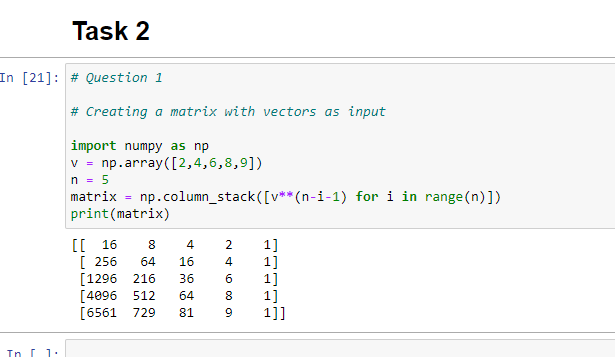 Task 2
In [21]: # Question 1
# Creating a matrix with vectors as input
import numpy as np
v = np.array([2,4,6,8,9])
n = 5
matrix = np.column_stack([v**(n-i-1) for i in range(n)])
print(matrix)
[[  16    8    4    2    1]
 [ 256   64   16    4    1]
 [1296  216   36    6    1]
 [4096  512   64    8    1]
 [6561  729   81    9    1]]
In [ ]: